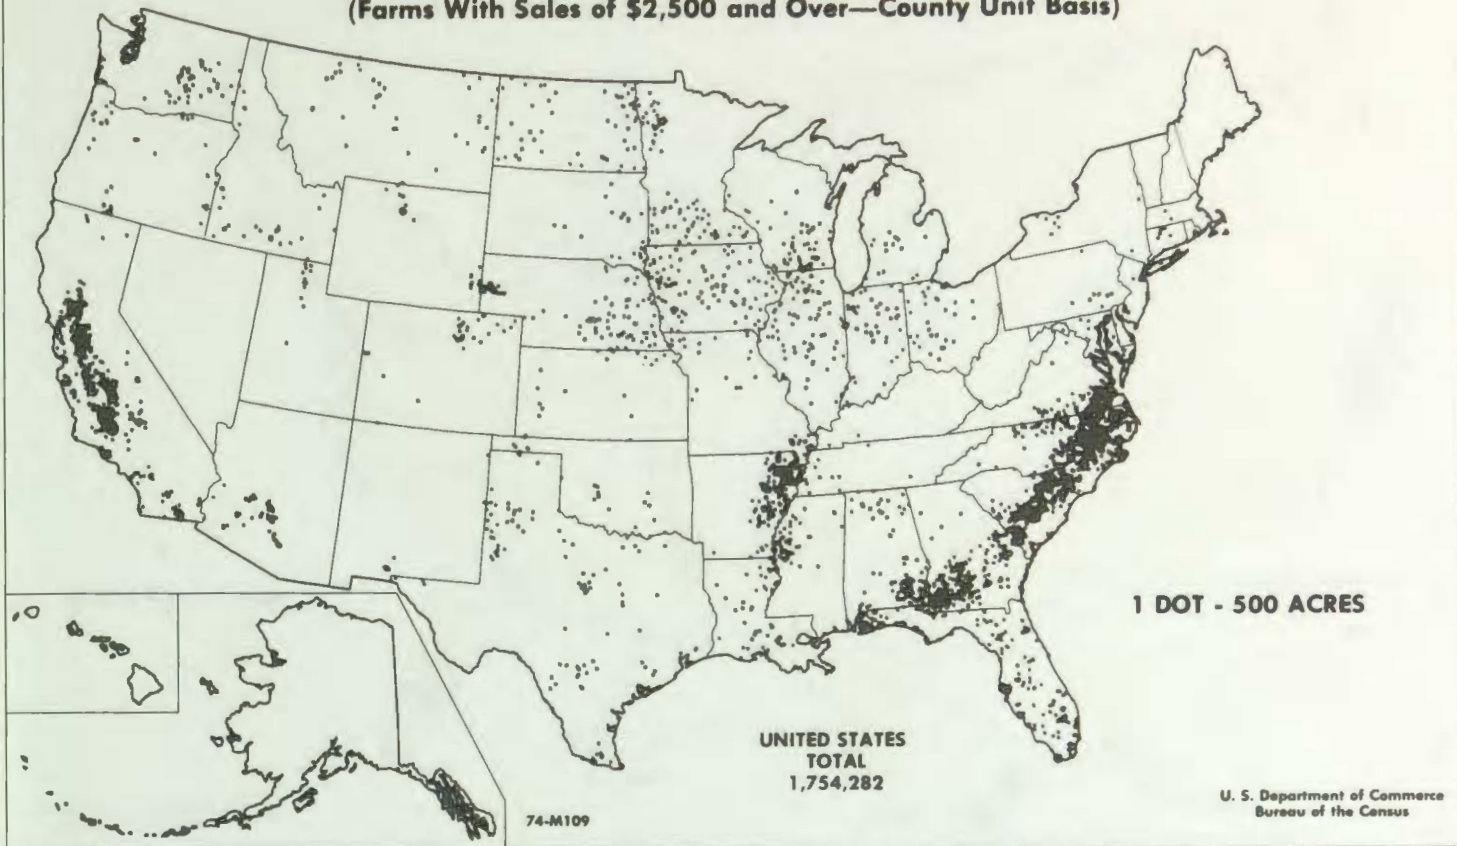 (Farms With Sales of $2,500 and Over—County Unit Basis)
1 DOT - 500 ACRES
UNITED STATES
TOTAL
1,754,282
74-M109
U. S. Department of Commerce
Bureau of the Census